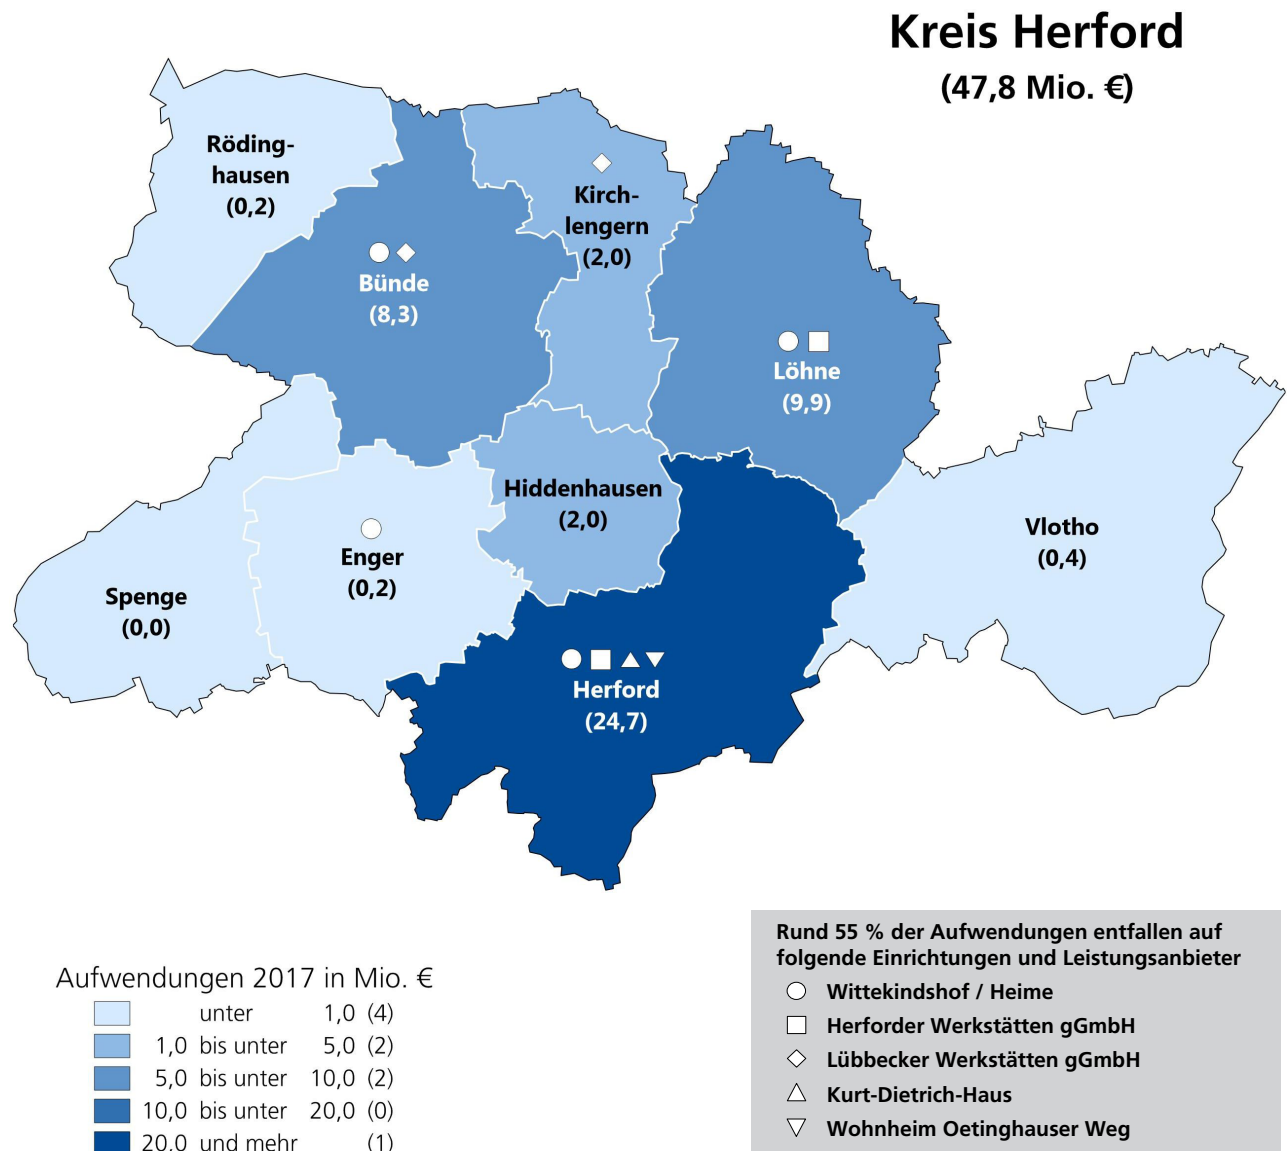 Kreis Herford
(47,8 Mio. €)
Röding-
hausen
(0,2)
Kirch-
lengern
(2,0)
Bünde
(8,3)
Löhne
(9,9)
Hiddenhausen
(2,0)
Vlotho
(0,4)
Enger
(0,2)
Spenge
(0,0)
Herford
(24,7)
Aufwendungen 2017 in Mio. €
unter 1,0 (4)
1,0 bis unter 5,0 (2)
5,0 bis unter 10,0 (2)
10,0 bis unter 20,0 (0)
20,0 und mehr (1)
Rund 55 % der Aufwendungen entfallen auf
folgende Einrichtungen und Leistungsanbieter
Wittekindshof / Heime
Herforder Werkstätten gGmbH
Lübbecker Werkstätten gGmbH
Kurt-Dietrich-Haus
Wohnheim Oetinghauser Weg